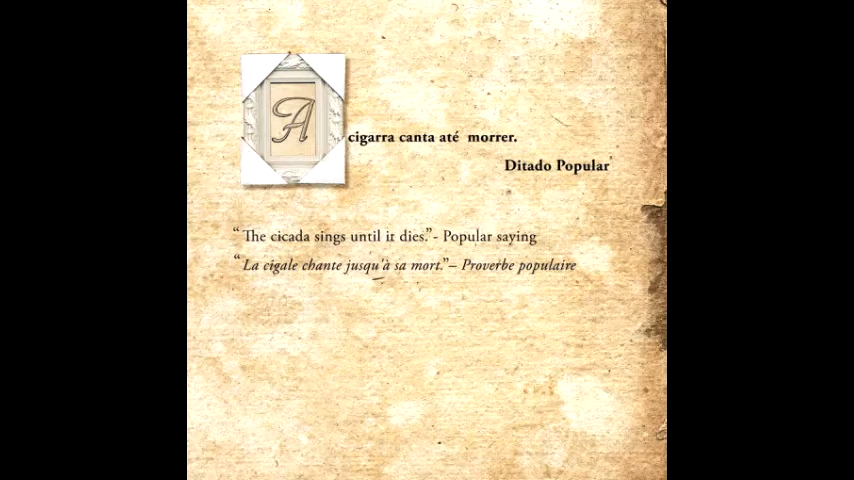 A cigarra canta até morrer.
Ditado Popular
“The cicada sings until it dies.”- Popular saying
“La cigale chante jusqu'à sa mort.”– Proverbe populaire